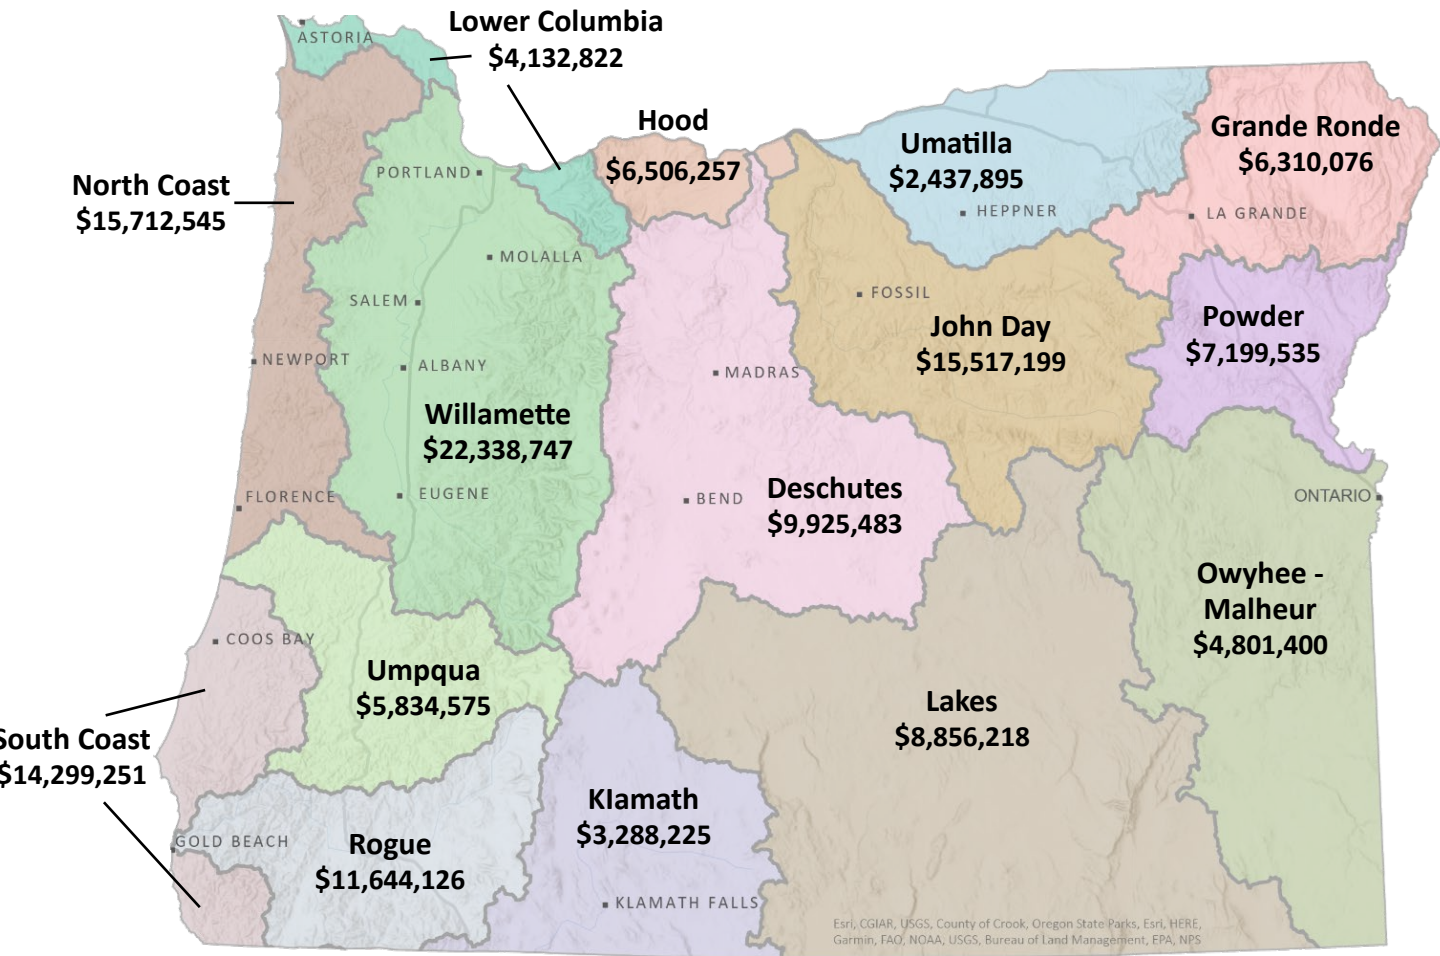 Lower Columbia
$4,132,822
ASTORIA
Hood
$6,506,257
Umatilla
$2,437,895
HEPPNER
Grande Ronde
$6,310,076
LA GRANDE
North Coast
$15,712,545
PORTLAND
MOLALLA
SALEM
FOSSIL
John Day
$15,517,199
Powder
$7,199,535
NEWPORT
ALBANY
MADRAS
Willamette
$22,338,747
EUGENE
FLORENCE
BEND
Deschutes
$9,925,483
ONTARIO
Owyhee -
Malheur
$4,801,400
COOS BAY
Umpqua
$5,834,575
Lakes
$8,856,218
South Coast
$14,299,251
Klamath
$3,288,225
GOLD BEACH
Rogue
$11,644,126
KLAMATH FALLS
Esri, CGIAR, USGS, County of Crook, Oregon State Parks, Esri, HERE,
Garmin, FAO, NOAA, USGS, Bureau of Land Management, EPA, NPS